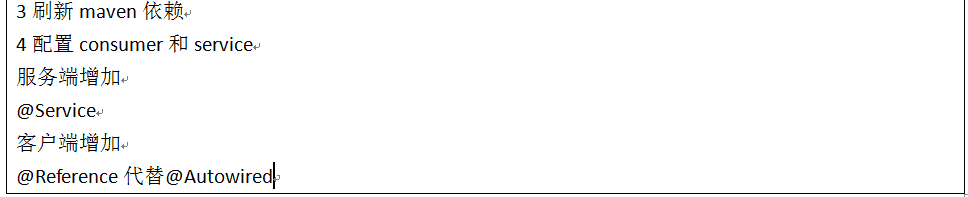 3 刷新 maven 依赖
4 配置 consumer 和 service
服务端增加
@Service
客户端增加
@Reference 代替@Autowired